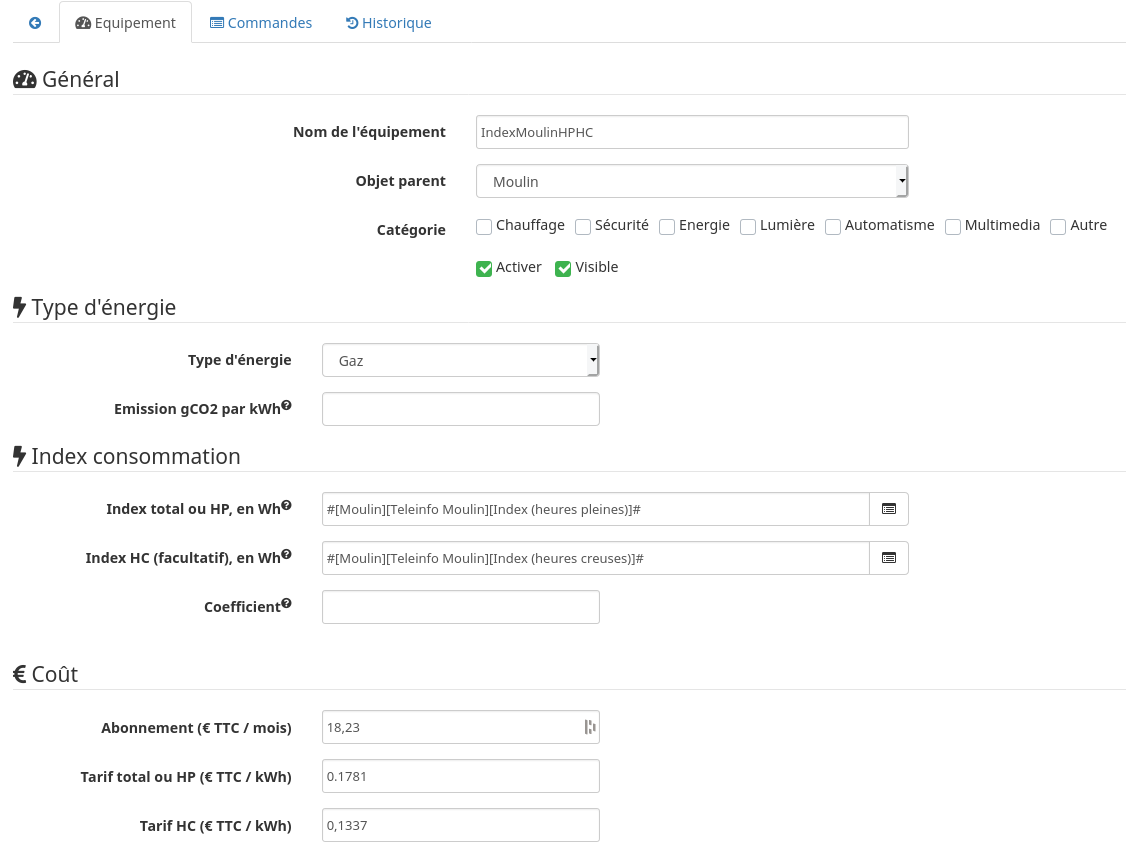 Equipement Commandes Historique
Général
Nom de l'équipement IndexMoulinHPHC
Objet parent Moulin
Catégorie Chauffage Sécurité Energie Lumière Automatisme Multimedia Autre
Activer Visible
Type d'énergie
Type d'énergie Gaz
Emission gCO2 par kWh
Index consommation
Index total ou HP, en Wh #[Moulin][Teleinfo Moulin][Index (heures pleines)]#
Index HC (facultatif), en Wh #[Moulin][Teleinfo Moulin][Index (heures creuses)]#
Coefficient
€ Coût
Abonnement (€ TTC / mois) 18,23
Tarif total ou HP (€ TTC / kWh) 0.1781
Tarif HC (€ TTC / kWh) 0,1337